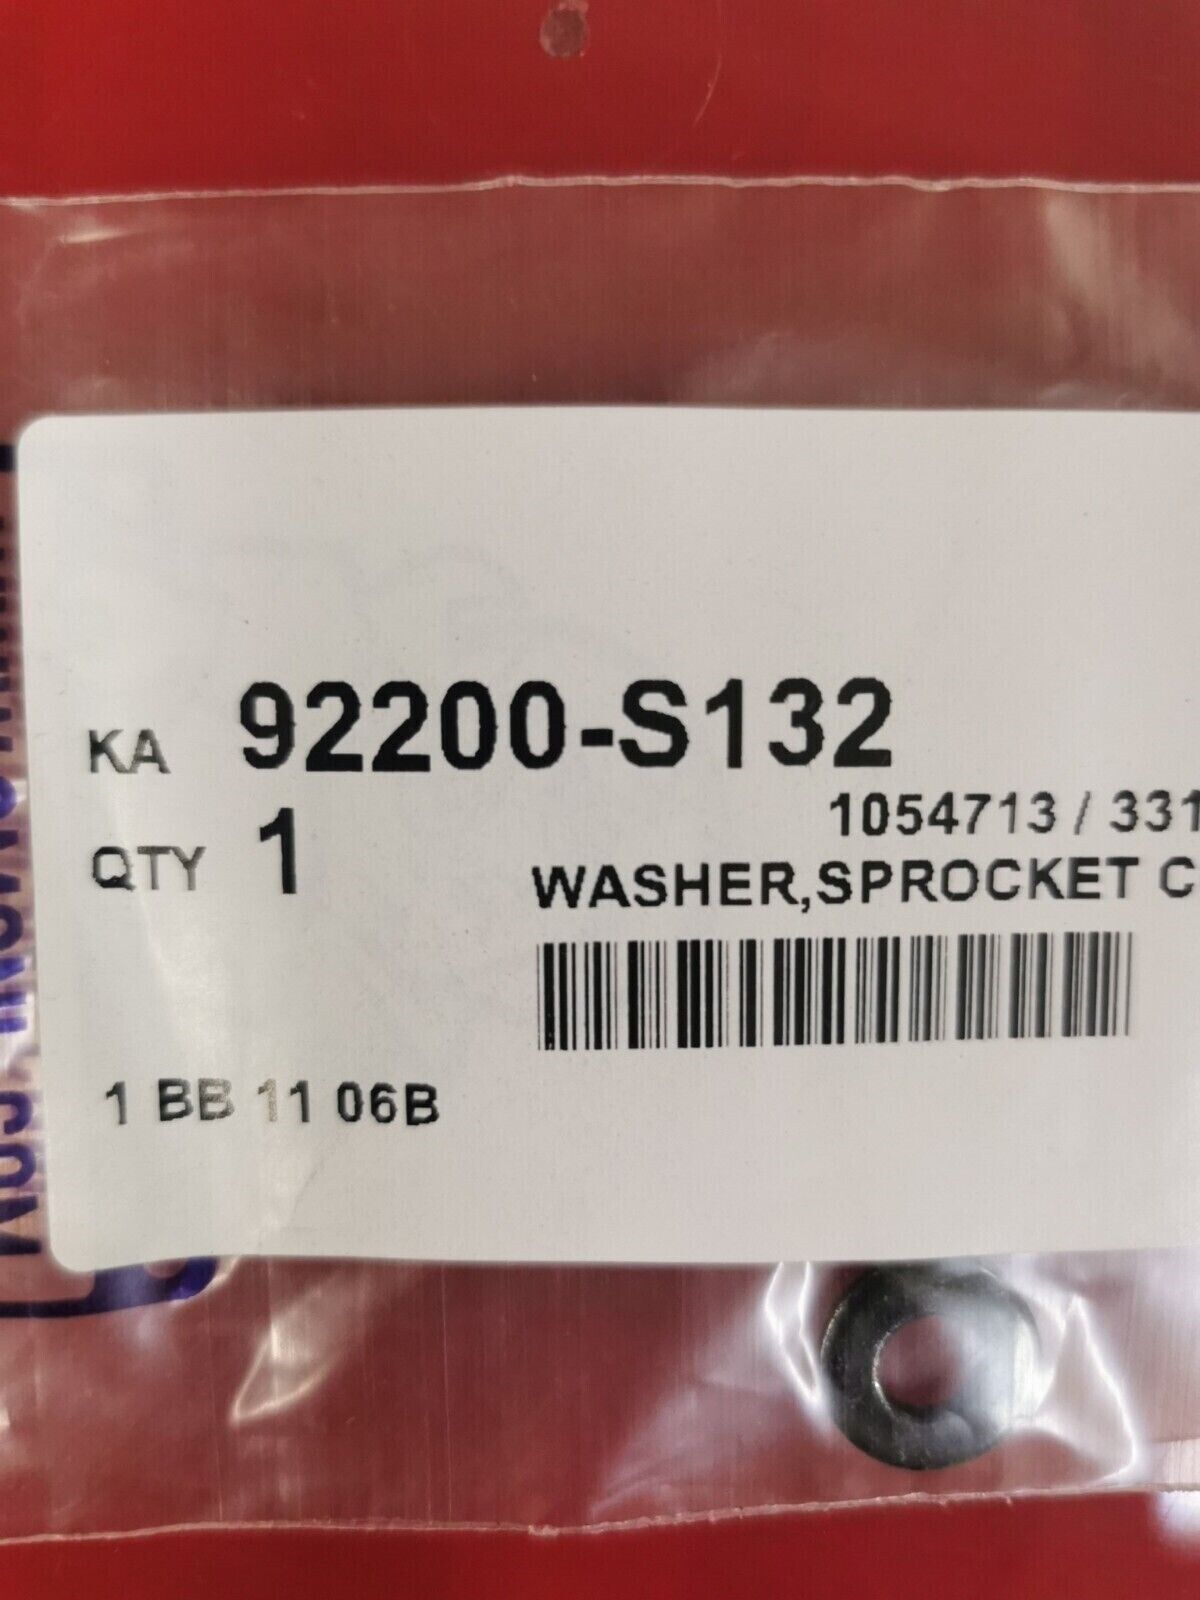 KA 92200-S132
1054713 / 331
QTY 1
WASHER,SPROCKET C
1 BB 11 06B